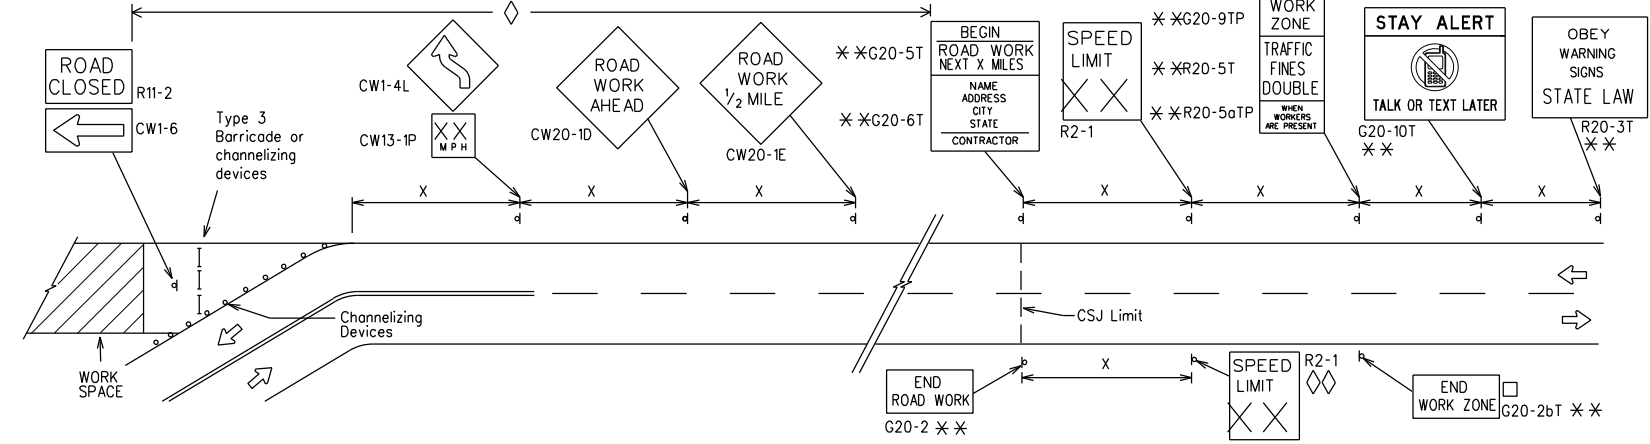 ROAD
CLOSED
R11-2
CW1-6
Type 3
Barricade or
channelizing
devices
CW1-4L
XX
MPH
CW13-1P
ROAD
WORK
AHEAD
CW20-1D
ROAD
WORK
1/2 MILE
CW20-1E
**G20-5T
**G20-6T
BEGIN
ROAD WORK
NEXT X MILES
NAME
ADDRESS
CITY
STATE
CONTRACTOR
SPEED
LIMIT
XX
R2-1
**G20-9TP
**R20-5T
**R20-5aTP
WORK
ZONE
TRAFFIC
FINES
DOUBLE
WHEN
WORKERS
ARE PRESENT
STAY ALERT
TALK OR TEXT LATER
G20-10T
**
OBEY
WARNING
SIGNS
STATE LAW
R20-3T
**
X
X
X
X
X
X
X
Channelizing
Devices
CSJ Limit
WORK
SPACE
END
ROAD WORK
G20-2 **
X
SPEED
LIMIT
XX
R2-1
END
WORK ZONE
G20-2bT **